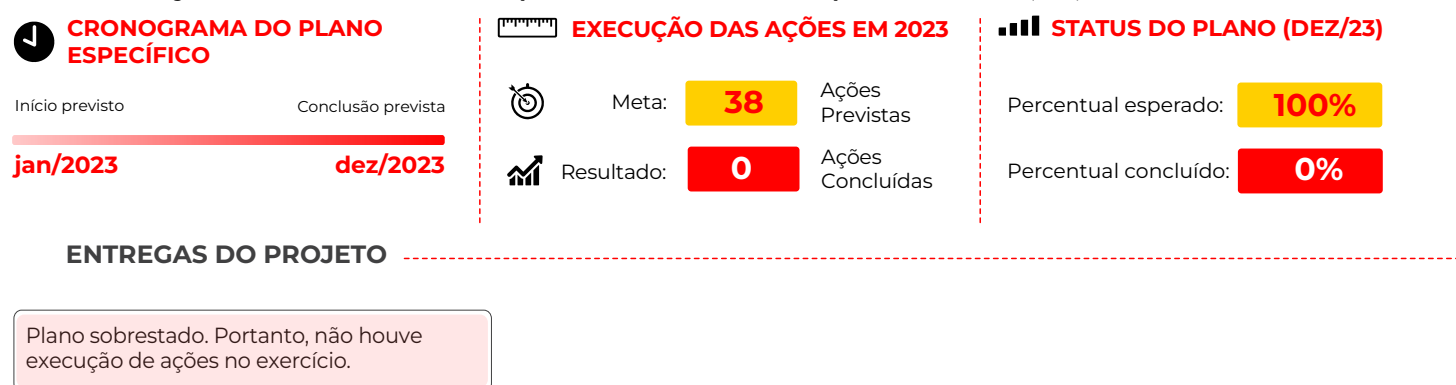 CRONOGRAMA DO PLANO
ESPECÍFICO
Início previsto
Conclusão prevista
jan/2023
dez/2023
EXECUÇÃO DAS AÇÕES EM 2023
Meta:
38
Ações
Previstas
Resultado:
0
Ações
Concluídas
STATUS DO PLANO (DEZ/23)
Percentual esperado:
100%
Percentual concluído:
0%
ENTREGAS DO PROJETO
Plano sobrestado. Portanto, não houve
execução de ações no exercício.